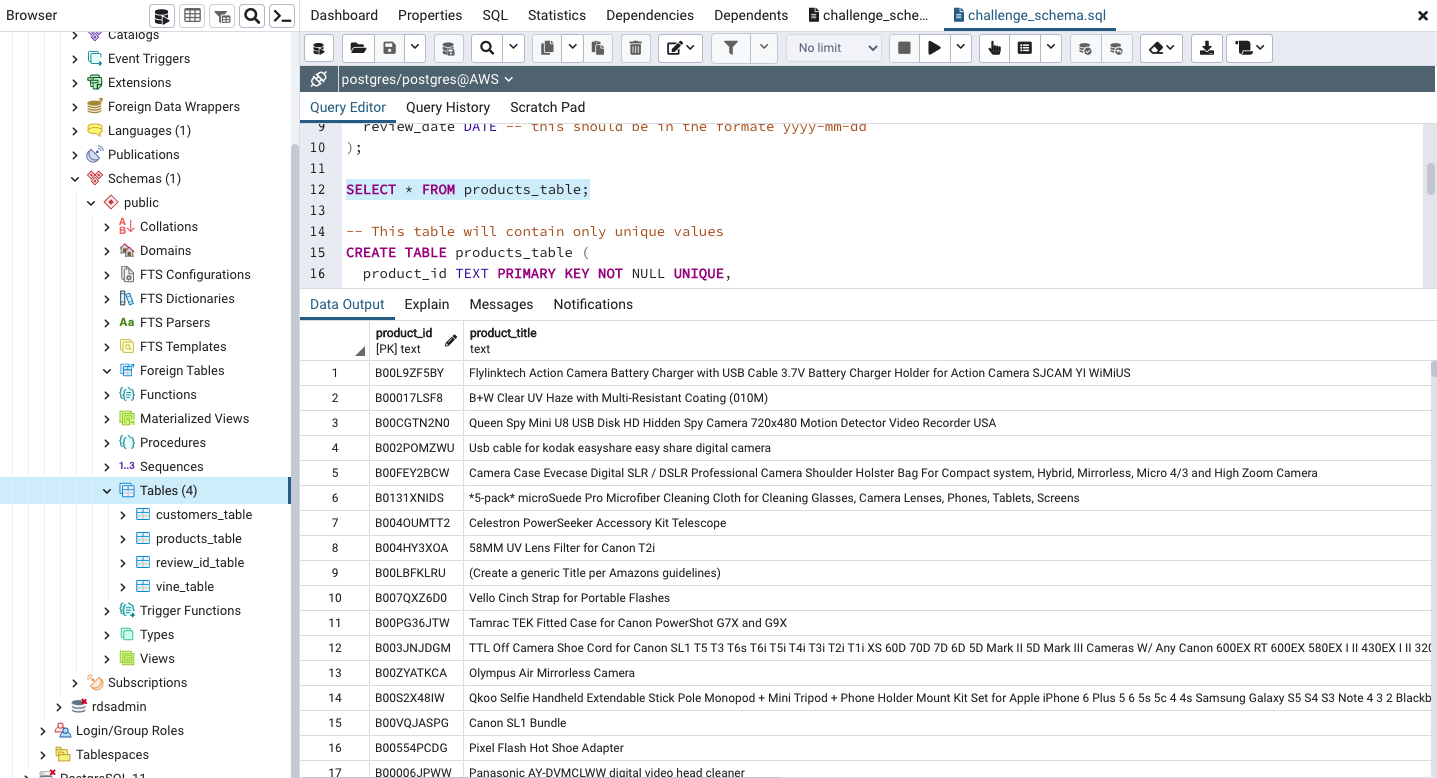 Browser
Catalogs
Event Triggers
Extensions
Foreign Data Wrappers
Languages (1)
Publications
Schemas (1)
public
Collations
Domains
FTS Configurations
FTS Dictionaries
Aa FTS Parsers
FTS Templates
Foreign Tables
Functions
Materialized Views
Procedures
1..3 Sequences
Tables (4)
customers_table
products_table
review_id_table
vine_table
Trigger Functions
Types
Views
Subscriptions
rdsadmin
Login/Group Roles
Tablespaces
PostgreSQL 11
Dashboard Properties SQL Statistics Dependencies Dependents challenge_sche... challenge_schema.sql
No limit
postgres/postgres@AWS
Query Editor Query History Scratch Pad
9 review_date DATE -- this should be in the formate yyyy-mm-dd
10 );
11
12 SELECT * FROM products_table;
13
14 -- This table will contain only unique values
15 CREATE TABLE products_table (
16 product_id TEXT PRIMARY KEY NOT NULL UNIQUE,
Data Output Explain Messages Notifications
product_id product_title
[PK] text text
1 B00L9ZF5BY Flylinktech Action Camera Battery Charger with USB Cable 3.7V Battery Charger Holder for Action Camera SJCAM YI WiMiUS
2 B00017LSF8 B+W Clear UV Haze with Multi-Resistant Coating (010M)
3 B00CGTN2N0 Queen Spy Mini U8 USB Disk HD Hidden Spy Camera 720x480 Motion Detector Video Recorder USA
4 B002POMZWU Usb cable for kodak easyshare easy share digital camera
5 B00FEY2BCW Camera Case Evecase Digital SLR / DSLR Professional Camera Shoulder Holster Bag For Compact system, Hybrid, Mirrorless, Micro 4/3 and High Zoom Camera
6 B0131XNIDS *5-pack* microSuede Pro Microfiber Cleaning Cloth for Cleaning Glasses, Camera Lenses, Phones, Tablets, Screens
7 B004OUMTT2 Celestron PowerSeeker Accessory Kit Telescope
8 B004HY3XOA 58MM UV Lens Filter for Canon T2i
9 B00LBFKLRU (Create a generic Title per Amazons guidelines)
10 B007QXZ6D0 Vello Cinch Strap for Portable Flashes
11 B00PG36JTW Tamrac TEK Fitted Case for Canon PowerShot G7X and G9X
12 B003JNJDGM TTL Off Camera Shoe Cord for Canon SL1 T5 T3 T6s T6i T5i T4i T3i T2i T1i XS 60D 70D 7D 6D 5D Mark II 5D Mark III Cameras W/ Any Canon 600EX RT 600EX 580EX I II 430EX I II 320
13 B00ZYATKCA Olympus Air Mirrorless Camera
14 B00S2X48IW Qkoo Selfie Handheld Extendable Stick Pole Monopod + Mini Tripod + Phone Holder Mount Kit Set for Apple iPhone 6 Plus 5 6 5s 5c 4 4s Samsung Galaxy S5 S4 S3 Note 4 3 2 Blackb
15 B00VQJASPG Canon SL1 Bundle
16 B00554PCDG Pixel Flash Hot Shoe Adapter
17 B00006JPWW Panasonic AY-DVMCLWW digital video head cleaner